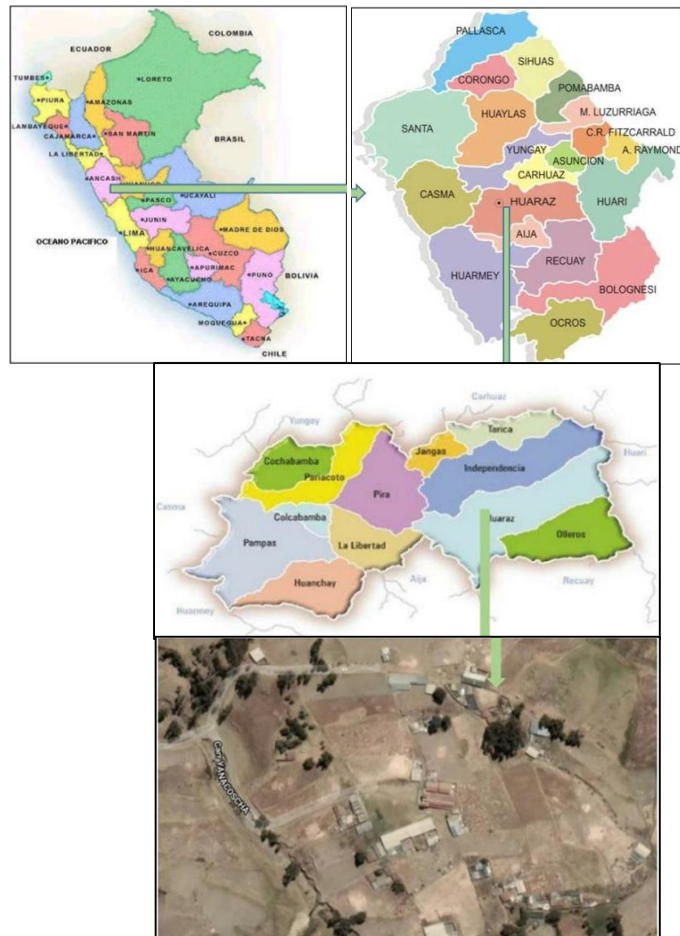 COLOMBIA
ECUADOR
TUMBES
LORETO
PIURA
AMAZONAS
LAMBAYEQUE
CAJAMARCA
SAN MARTIN
BRASIL
LA LIBERTAD
ANCASH
UCAYALI
PASCO
JUNIN
LIMA
MADRE DE DIOS
OCEANO PACIFICO
HUANCAVELICA
CUZCO
ICA
APURIMAC
AYACUCHO
PUNO
BOLIVIA
AREQUIPA
MOQUEGUA
TACNA
CHILE
PALLASCA
SIHUAS
CORONGO
POMABAMBA
HUAYLAS
M. LUZURRIAGA
SANTA
C.R. FITZCARRALD
YUNGAY
A. RAYMOND
ASUNCION
CARHUAZ
CASMA
HUARI
HUARAZ
AIJA
HUARMEY
RECUAY
BOLOGNESI
OCROS
Carhuaz
Yungay
Tarica
Jangas
Huari
Cochabamba
Independencia
Pariacoto
Pira
Casma
Colcabamba
uaraz
Pampas
La Libertad
Olleros
Huanchay
Aija
Recuay
Huarmey
Carr YANACOSCHA